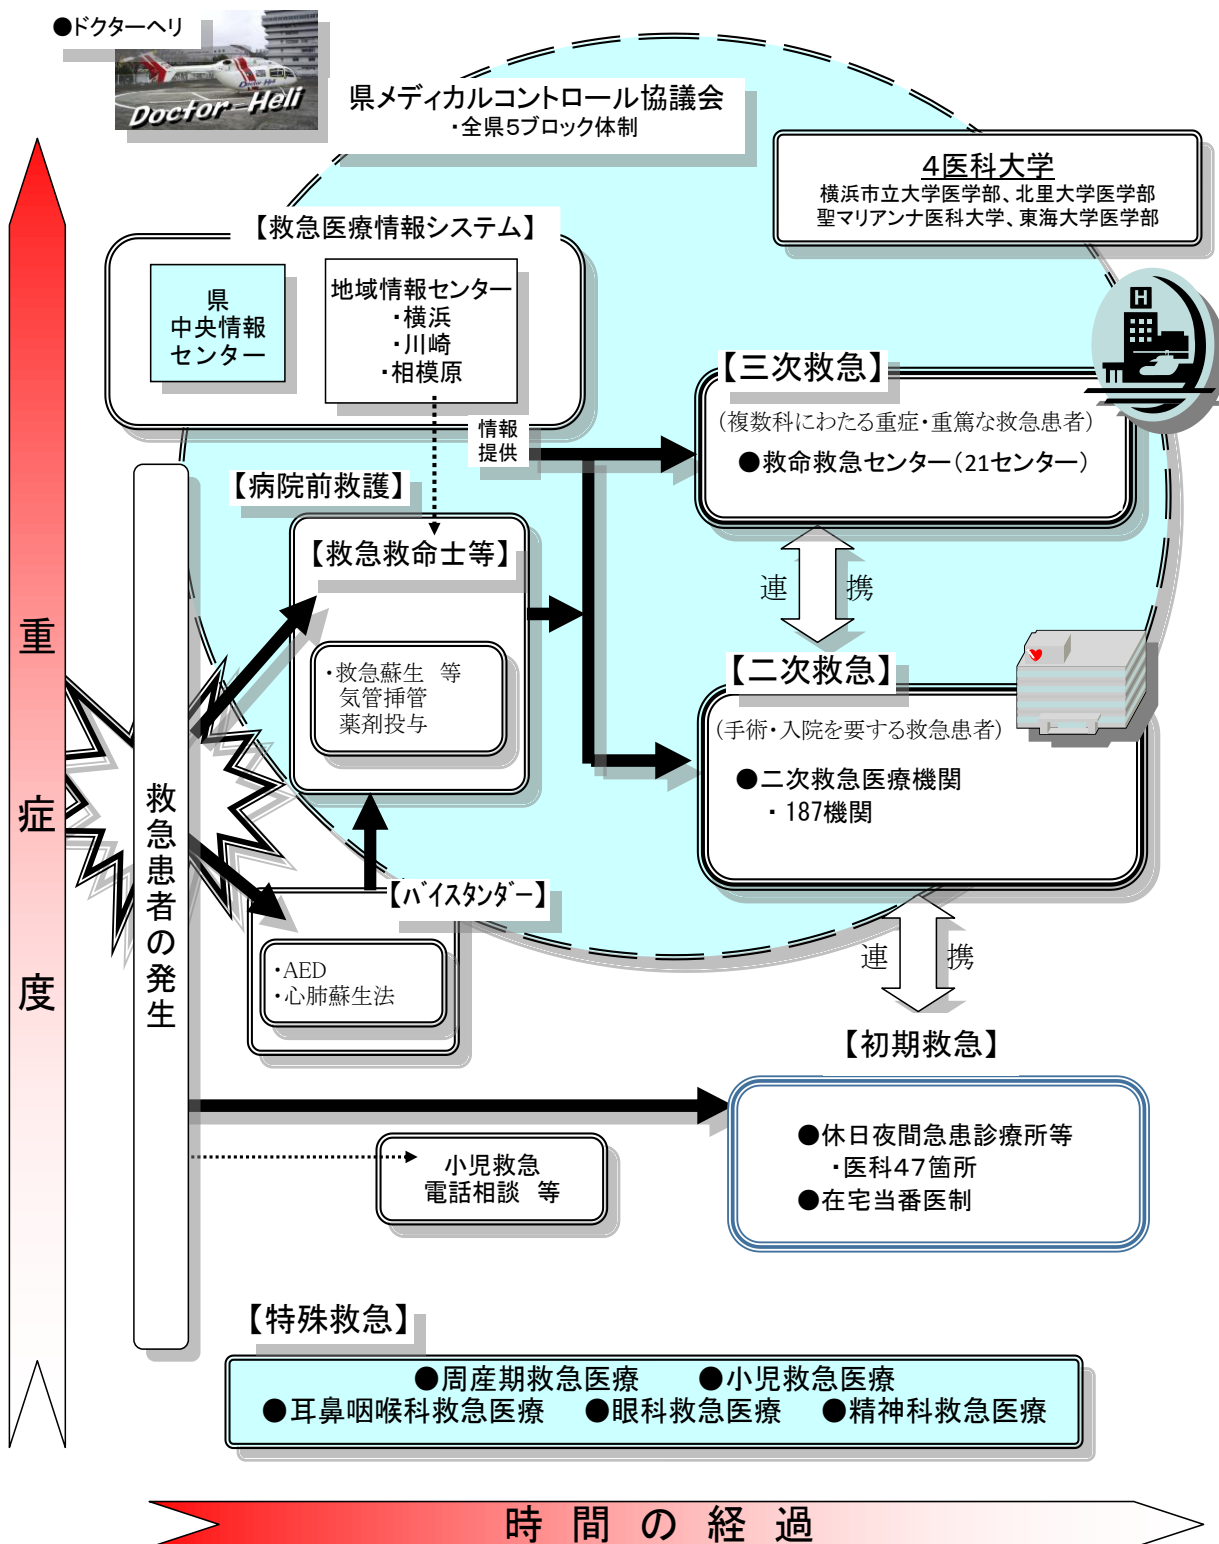 ●ドクターヘリ
Doctor-Heli
県メディカルコントロール協議会
・全県5ブロック体制
4医科大学
横浜市立大学医学部、北里大学医学部
聖マリアンナ医科大学、東海大学医学部
【救急医療情報システム】
県
中央情報
センター
地域情報センター
・横浜
・川崎
・相模原
情報
提供
【三次救急】
(複数科にわたる重症・重篤な救急患者)
●救命救急センター(21センター)
H
【病院前救護】
【救急救命士等】
・救急蘇生 等
気管挿管
薬剤投与
連 携
【二次救急】
(手術・入院を要する救急患者)
●二次救急医療機関
・187機関
重症度
救急患者の発生
【バイスタンダー】
・AED
・心肺蘇生法
連 携
【初期救急】
●休日夜間急患診療所等
・医科47箇所
●在宅当番医制
小児救急
電話相談 等
【特殊救急】
●周産期救急医療 ●小児救急医療
●耳鼻咽喉科救急医療 ●眼科救急医療 ●精神科救急医療
時間の経過